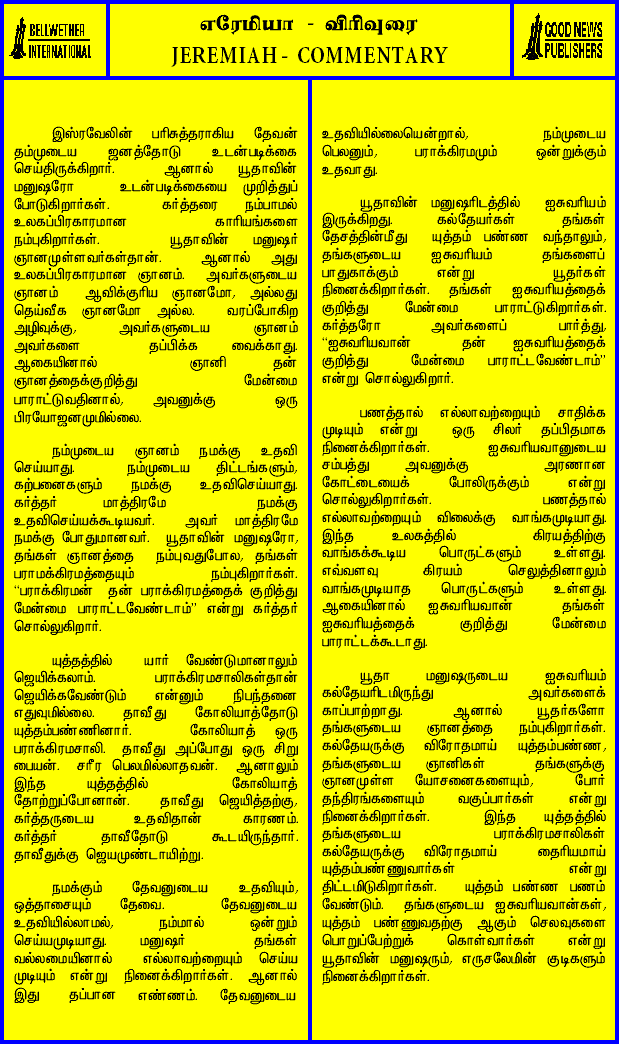 BELLWETHER
INTERNATIONAL
எரேமியா - விரிவுரை
JEREMIAH - COMMENTARY
GOOD NEWS
PUBLISHERS
இஸ்ரவேலின் பரிசுத்தராகிய தேவன்
தம்முடைய ஜனத்தோடு உடன்படிக்கை
செய்திருக்கிறார். ஆனால் யூதாவின்
மனுஷரோ உடன்படிக்கையை முறித்துப்
போடுகிறார்கள். கர்த்தரை நம்பாமல்
உலகப்பிரகாரமான காரியங்களை
நம்புகிறார்கள். யூதாவின் மனுஷர்
ஞானமுள்ளவர்கள்தான். ஆனால் அது
உலகப்பிரகாரமான ஞானம். அவர்களுடைய
ஞானம் ஆவிக்குரிய ஞானமோ, அல்லது
தெய்வீக ஞானமோ அல்ல. வரப்போகிற
அழிவுக்கு, அவர்களுடைய ஞானம்
அவர்களை தப்பிக்க வைக்காது.
ஆகையினால் ஞானி தன்
ஞானத்தைக்குறித்து மேன்மை
பாராட்டுவதினால், அவனுக்கு ஒரு
பிரயோஜனமுமில்லை.
நம்முடைய ஞானம் நமக்கு உதவி
செய்யாது. நம்முடைய திட்டங்களும்,
கற்பனைகளும் நமக்கு உதவிசெய்யாது.
கர்த்தர் மாத்திரமே நமக்கு
உதவிசெய்யக்கூடியவர். அவர் மாத்திரமே
நமக்கு போதுமானவர். யூதாவின் மனுஷரோ,
தங்கள் ஞானத்தை நம்புவதுபோல, தங்கள்
பராமக்கிரமத்தையும் நம்புகிறார்கள்.
“பராக்கிரமன் தன் பராக்கிரமத்தைக் குறித்து
மேன்மை பாராட்டவேண்டாம்” என்று கர்த்தர்
சொல்லுகிறார்.
யுத்தத்தில் யார் வேண்டுமானாலும்
ஜெயிக்கலாம். பராக்கிரமசாலிகள்தான்
ஜெயிக்கவேண்டும் என்னும் நிபந்தனை
எதுவுமில்லை. தாவீது கோலியாத்தோடு
யுத்தம்பண்ணினார். கோலியாத் ஒரு
பராக்கிரமசாலி. தாவீது அப்போது ஒரு சிறு
பையன். சரீர பெலமில்லாதவன். ஆனாலும்
இந்த யுத்தத்தில் கோலியாத்
தோற்றுப்போனான். தாவீது ஜெயித்தற்கு,
கர்த்தருடைய உதவிதான் காரணம்.
கர்த்தர் தாவீதோடு கூடயிருந்தார்.
தாவீதுக்கு ஜெயமுண்டாயிற்று.
நமக்கும் தேவனுடைய உதவியும்,
ஒத்தாசையும் தேவை. தேவனுடைய
உதவியில்லாமல், நம்மால் ஒன்றும்
செய்யமுடியாது. மனுஷர் தங்கள்
வல்லமையினால் எல்லாவற்றையும் செய்ய
முடியும் என்று நினைக்கிறார்கள். ஆனால்
இது தப்பான எண்ணம். தேவனுடைய
உதவியில்லையென்றால், நம்முடைய
பெலனும், பராக்கிரமமும் ஒன்றுக்கும்
உதவாது.
யூதாவின் மனுஷரிடத்தில் ஐசுவரியம்
இருக்கிறது. கல்தேயர்கள் தங்கள்
தேசத்தின்மீது யுத்தம் பண்ண வந்தாலும்,
தங்களுடைய ஐசுவரியம் தங்களைப்
பாதுகாக்கும் என்று யூதர்கள்
நினைக்கிறார்கள். தங்கள் ஐசுவரியத்தைக்
குறித்து மேன்மை பாராட்டுகிறார்கள்.
கர்த்தரோ அவர்களைப் பார்த்து,
“ஐசுவரியவான் தன் ஐசுவரியத்தைக்
குறித்து மேன்மை பாராட்டவேண்டாம்”
என்று சொல்லுகிறார்.
பணத்தால் எல்லாவற்றையும் சாதிக்க
முடியும் என்று ஒரு சிலர் தப்பிதமாக
நினைக்கிறார்கள். ஐசுவரியவானுடைய
சம்பத்து அவனுக்கு அரணான
கோட்டையைக் போலிருக்கும் என்று
சொல்லுகிறார்கள். பணத்தால்
எல்லாவற்றையும் விலைக்கு வாங்கமுடியாது.
இந்த உலகத்தில் கிரயத்திற்கு
வாங்கக்கூடிய பொருட்களும் உள்ளது.
எவ்வளவு கிரயம் செலுத்தினாலும்
வாங்கமுடியாத பொருட்களும் உள்ளது.
ஆகையினால் ஐசுவரியவான் தங்கள்
ஐசுவரியத்தைக் குறித்து மேன்மை
பாராட்டக்கூடாது.
யூதா மனுஷருடைய ஐசுவரியம்
கல்தேயரிடமிருந்து அவர்களைக்
காப்பாற்றாது. ஆனால் யூதர்களோ
தங்களுடைய ஞானத்தை நம்புகிறார்கள்.
கல்தேயருக்கு விரோதமாய் யுத்தம்பண்ண,
தங்களுடைய ஞானிகள் தங்களுக்கு
ஞானமுள்ள யோசனைகளையும், போர்
தந்திரங்களையும் வகுப்பார்கள் என்று
நினைக்கிறார்கள். இந்த யுத்தத்தில்
தங்களுடைய பராக்கிரமசாலிகள்
கல்தேயருக்கு விரோதமாய் தைரியமாய்
யுத்தம்பண்ணுவார்கள் என்று
திட்டமிடுகிறார்கள். யுத்தம் பண்ண பணம்
வேண்டும். தங்களுடைய ஐசுவரியவான்கள்,
யுத்தம் பண்ணுவதற்கு ஆகும் செலவுகளை
பொறுப்பேற்றுக் கொள்வார்கள் என்று
யூதாவின் மனுஷரும், எருசலேமின் குடிகளும்
நினைக்கிறார்கள்.